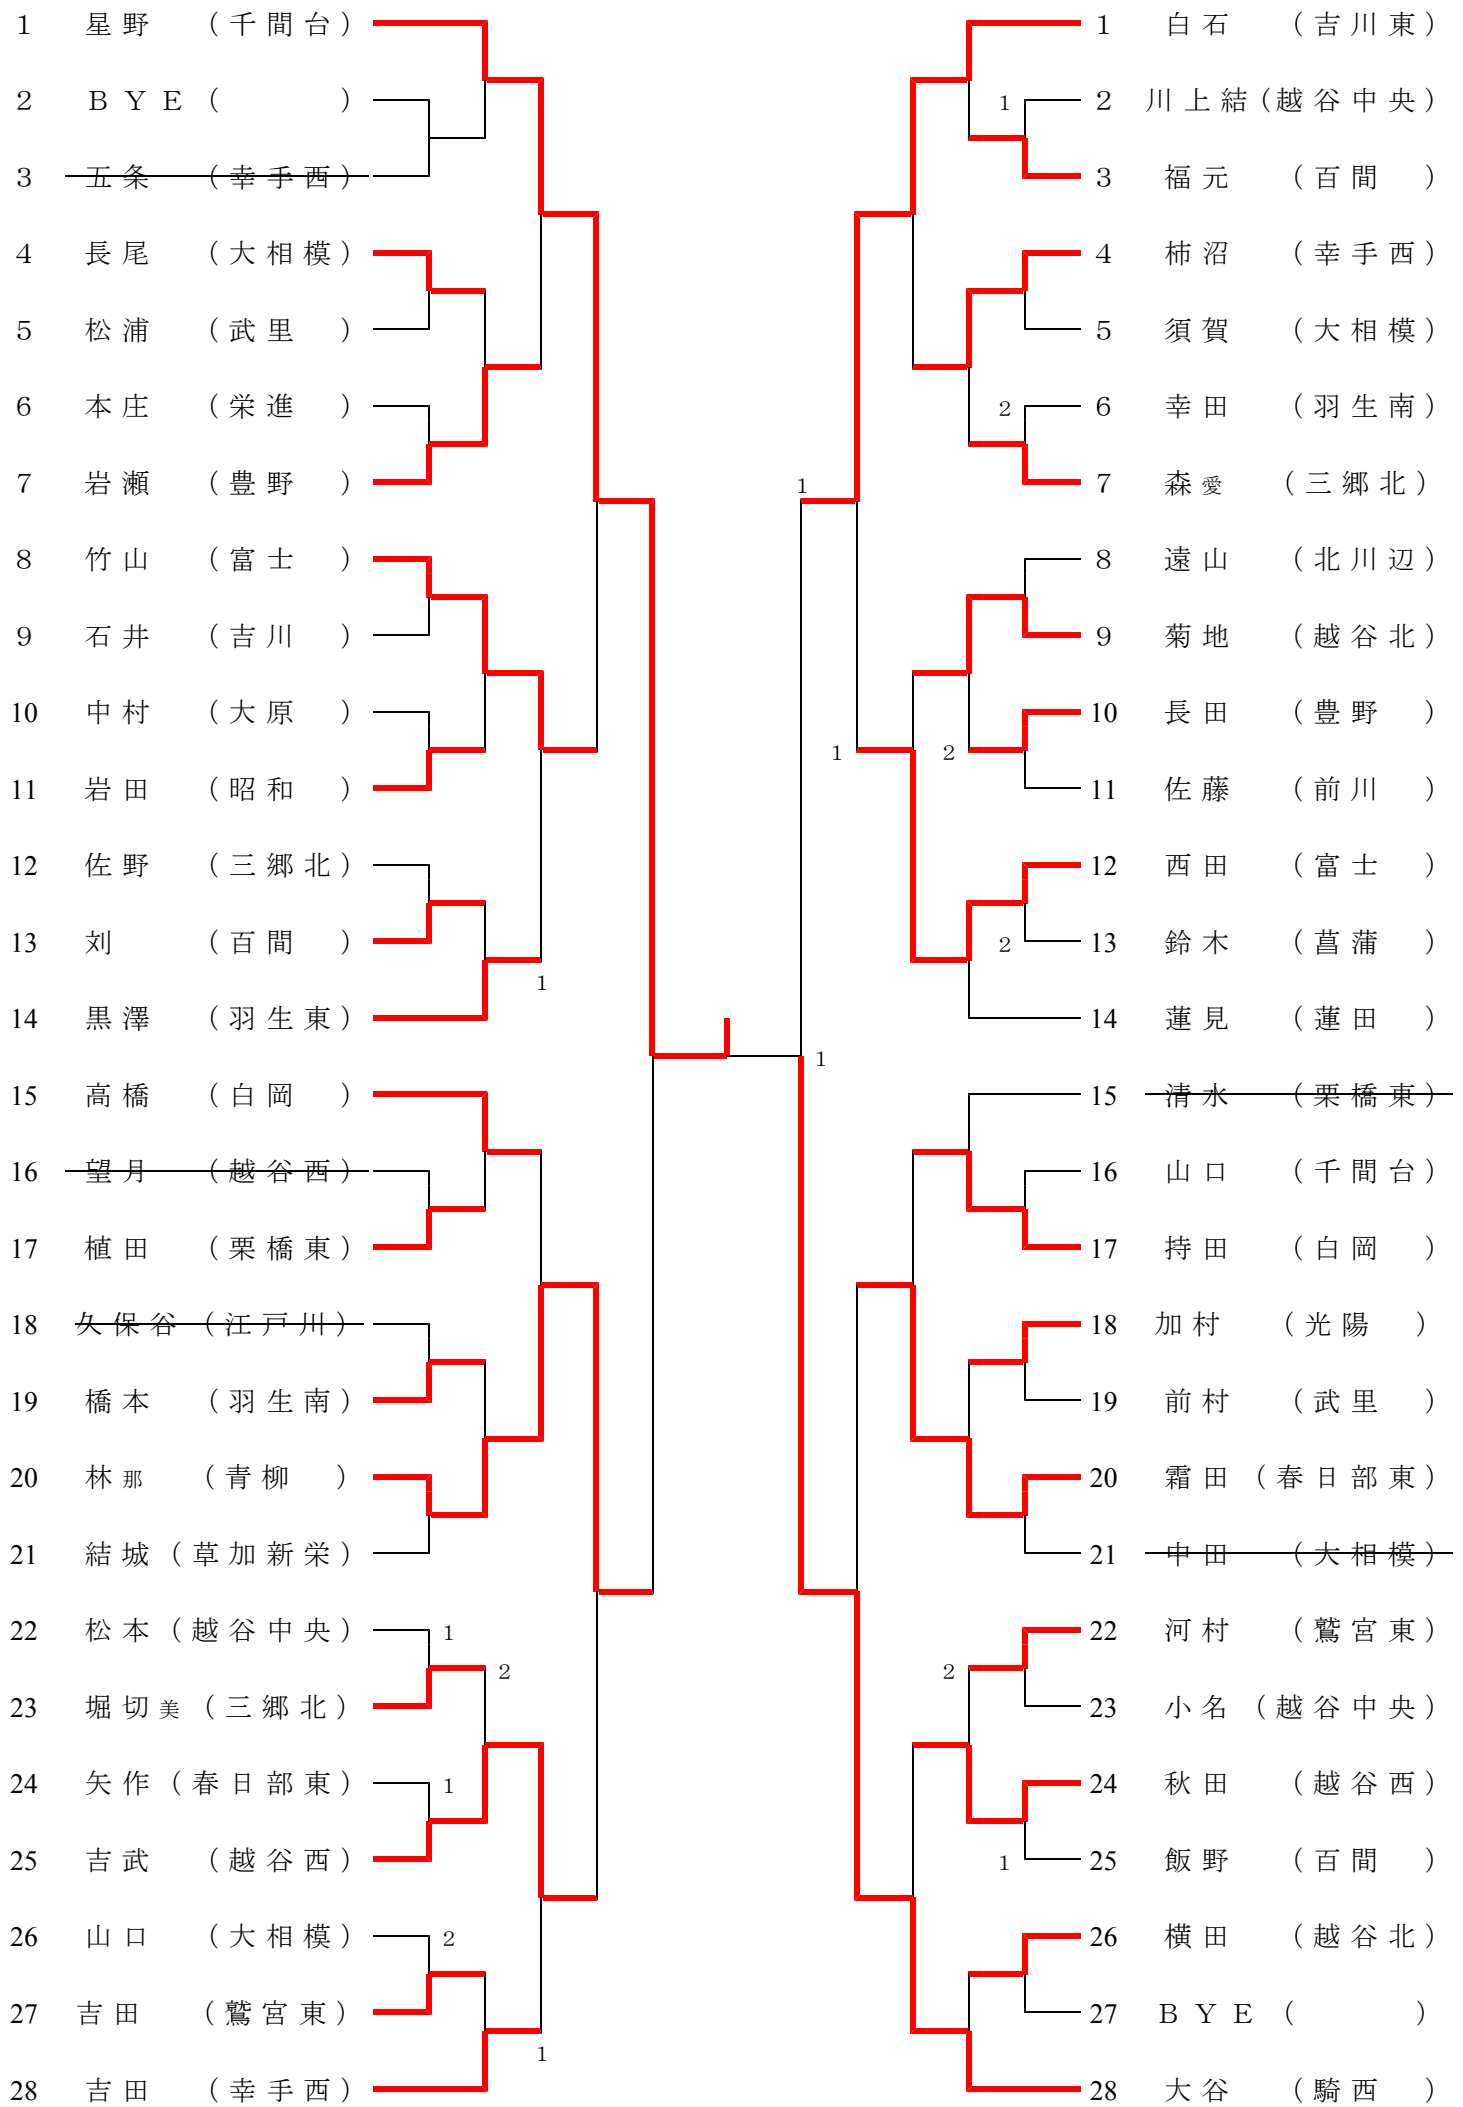 1 星野 (千間台)
2 ＢＹＥ ( )
3 五条 (幸手西)
4 長尾 (大相模)
5 松浦 (武里 )
6 本庄 (栄進 )
7 岩瀬 (豊野 )
8 竹山 (富士 )
9 石井 (吉川 )
10 中村 (大原 )
11 岩田 (昭和 )
12 佐野 (三郷北)
13 刘 (百間 )
1
14 黒澤 (羽生東)
15 高橋 (白岡 )
16 望月 (越谷西)
17 植田 (栗橋東)
18 久保谷 (江戸川)
19 橋本 (羽生南)
20 林那 (青柳 )
21 結城 (草加新栄)
22 松本 (越谷中央) 1
2
23 堀切美 (三郷北)
24 矢作 (春日部東) 1
25 吉武 (越谷西)
26 山口 (大相模) 2
27 吉田 (鷲宮東)
1
28 吉田 (幸手西)
1 白石 (吉川東)
1 2 川上結 (越谷中央)
3 福元 (百間 )
4 柿沼 (幸手西)
5 須賀 (大相模)
2 6 幸田 (羽生南)
1 7 森愛 (三郷北)
8 遠山 (北川辺)
9 菊地 (越谷北)
10 長田 (豊野 )
1 2
11 佐藤 (前川 )
12 西田 (富士 )
2 13 鈴木 (菖蒲 )
14 蓮見 (蓮田 )
1
15 清水 (栗橋東)
16 山口 (千間台)
17 持田 (白岡 )
18 加村 (光陽 )
19 前村 (武里 )
20 霜田 (春日部東)
21 中田 (大相模)
22 河村 (鷲宮東)
2
23 小名 (越谷中央)
24 秋田 (越谷西)
1 25 飯野 (百間 )
26 横田 (越谷北)
27 ＢＹＥ ( )
28 大谷 (騎西 )